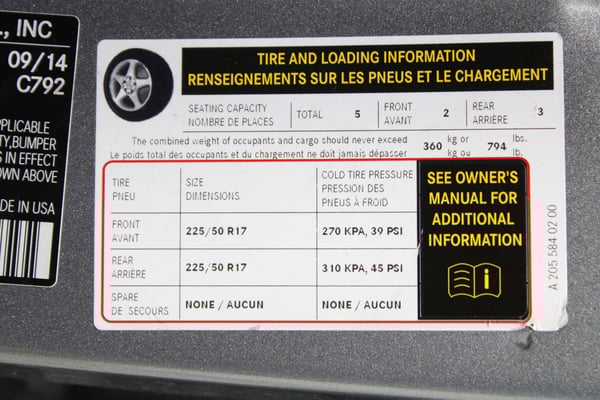 , INC
09/14
C792
PLICABLE
TY,BUMPER
S IN EFFECT
OWN ABOVE
DE IN USA
TIRE AND LOADING INFORMATION
RENSEIGNEMENTS SUR LES PNEUS ET LE CHARGEMENT
SEATING CAPACITY
NOMBRE DE PLACES
TOTAL 5
FRONT
AVANT 2
REAR
ARRIÈRE 3
The combined weight of occupants and cargo should never exceed 360 kg or 794 lbs.
Le poids total des occupants et du chargement ne doit jamais dépasser kg ou lb.
TIRE
PNEU
SIZE
DIMENSIONS
COLD TIRE PRESSURE
PRESSION DES
PNEUS À FROID
FRONT
AVANT
225/50 R17
270 KPA, 39 PSI
REAR
ARRIÈRE
225/50 R17
310 KPA, 45 PSI
SPARE
DE SECOURS
NONE / AUCUN
NONE / AUCUN
SEE OWNER'S
MANUAL FOR
ADDITIONAL
INFORMATION
i
A 205 584 02 00